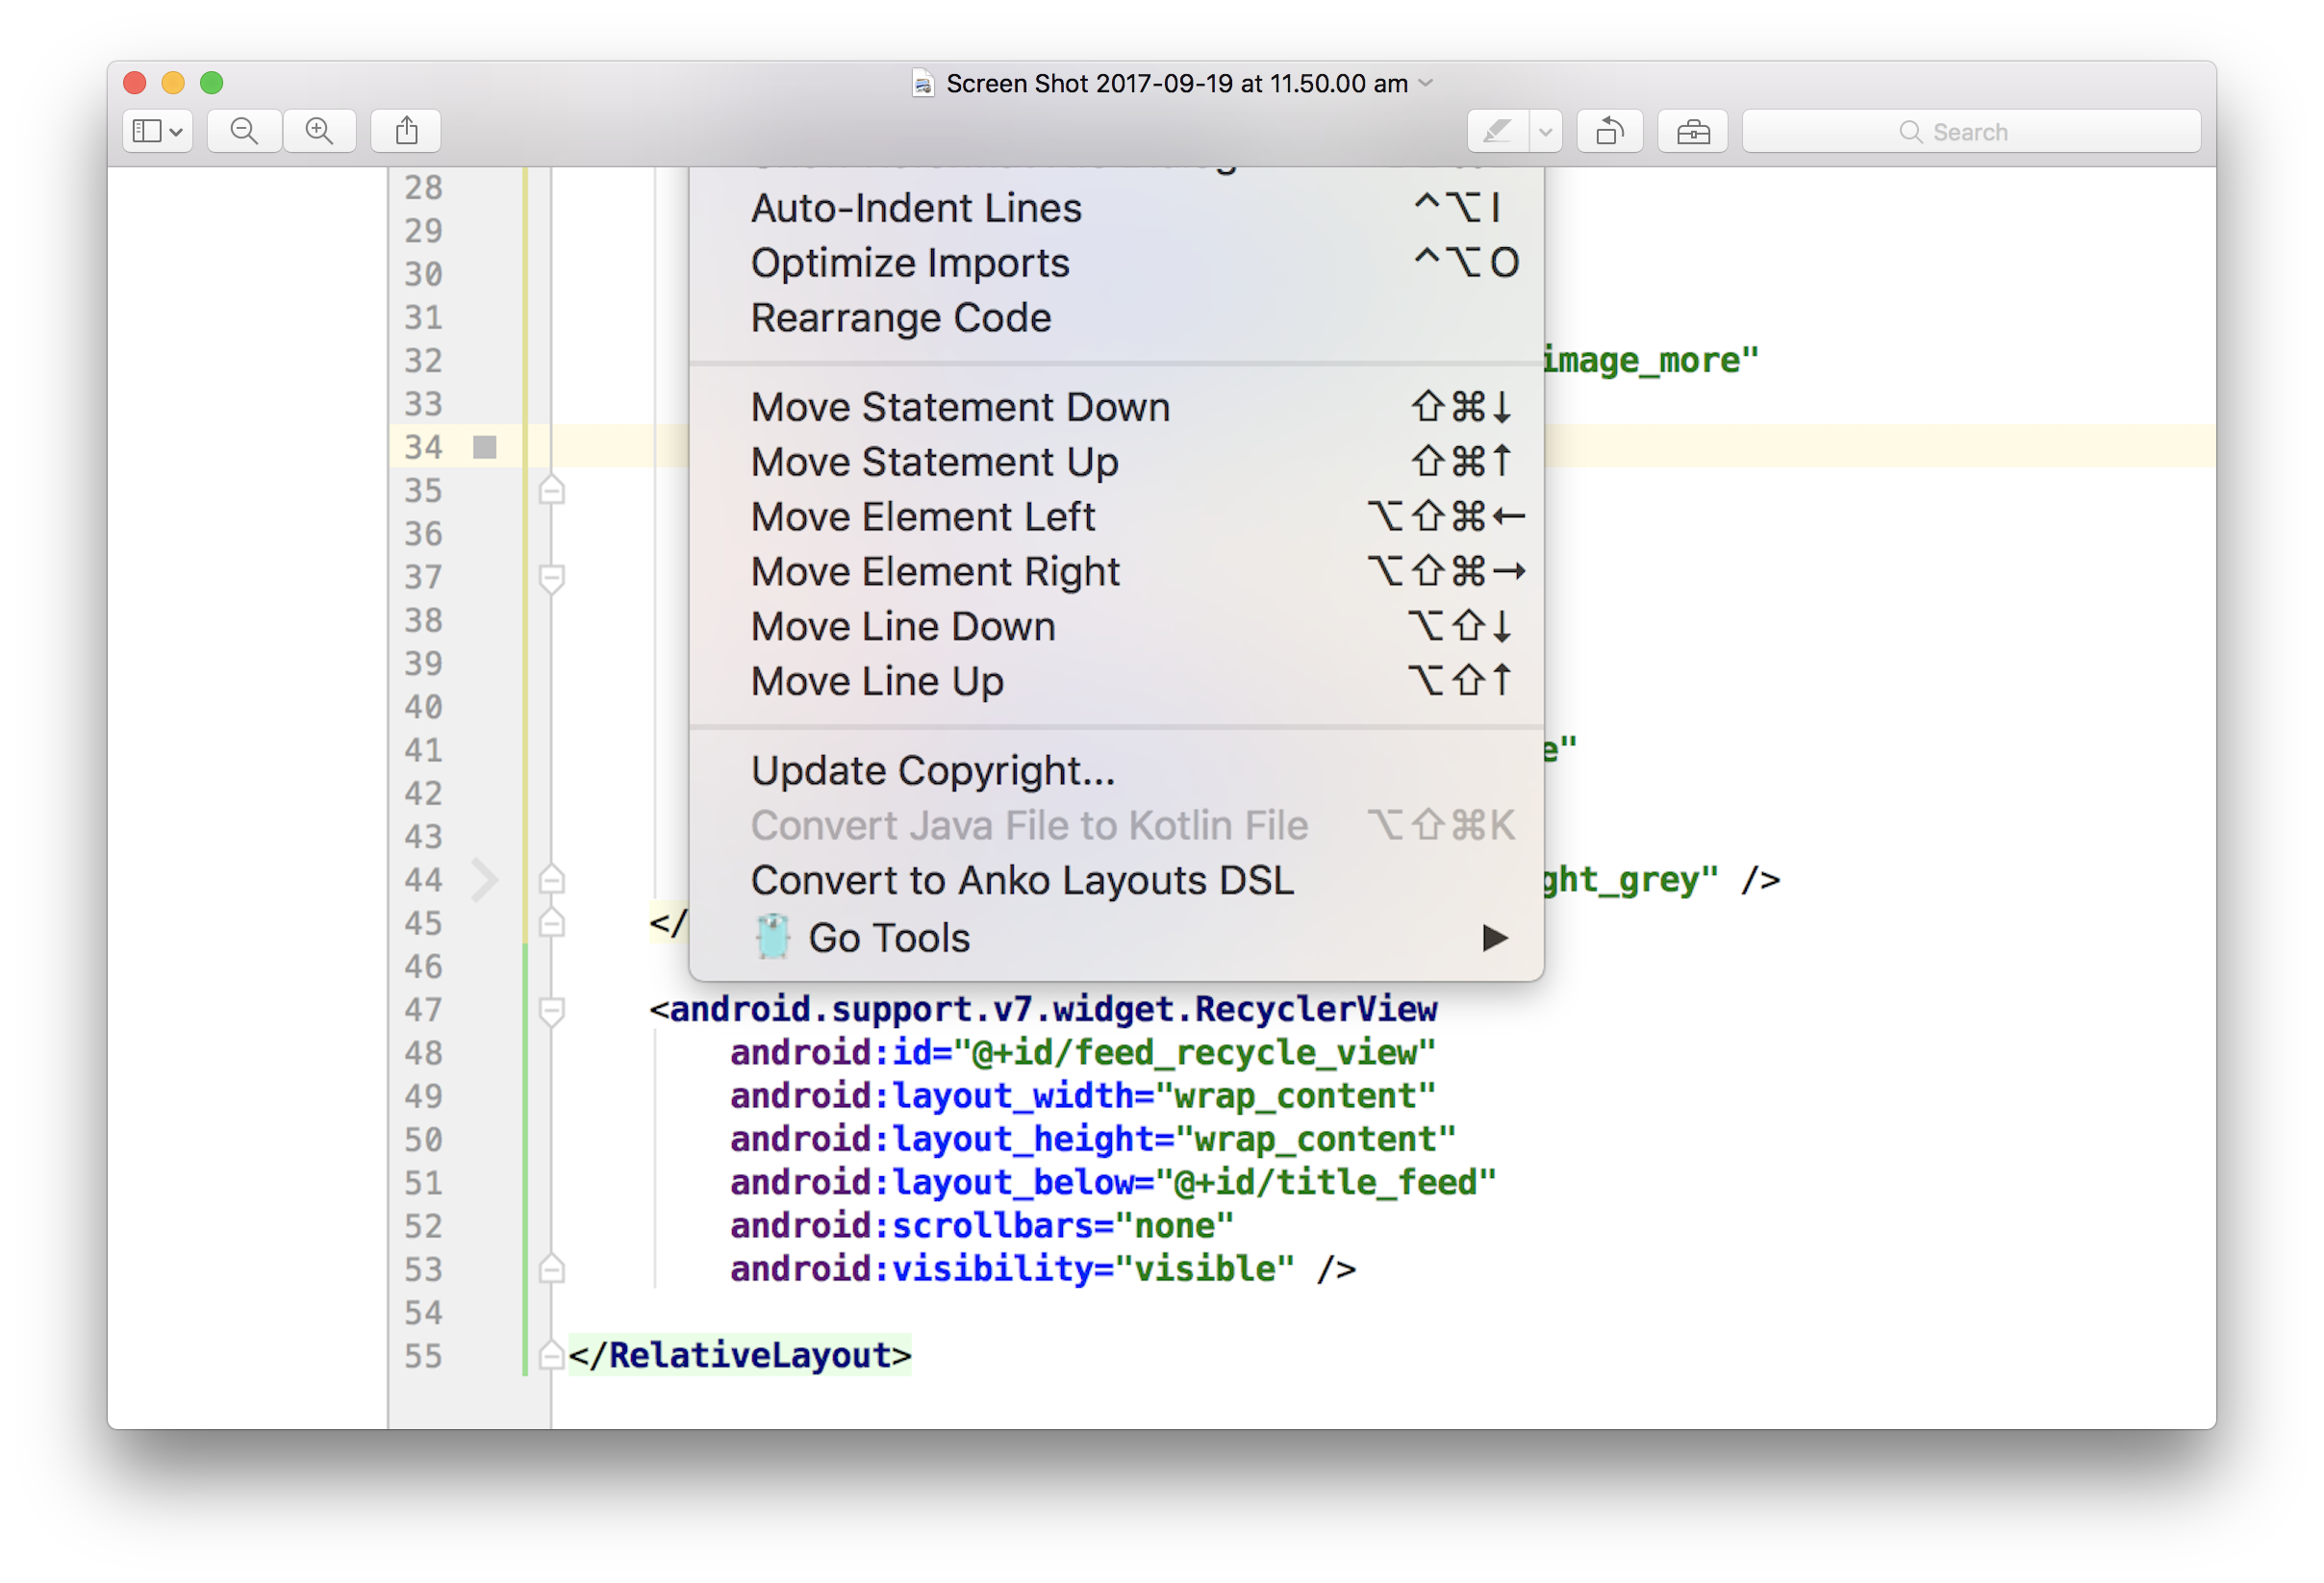 Screen Shot 2017-09-19 at 11.50.00 am
Search
28
29
30
31
32 image_more"
33
34
35
36
37
38
39
40
41 e"
42
43
44 ght_grey" />
45 </
46
47 <android.support.v7.widget.RecyclerView
48 android:id="@+id/feed_recycle_view"
49 android:layout_width="wrap_content"
50 android:layout_height="wrap_content"
51 android:layout_below="@+id/title_feed"
52 android:scrollbars="none"
53 android:visibility="visible" />
54
55 </RelativeLayout>
Auto-Indent Lines ^⌥I
Optimize Imports ^⌥O
Rearrange Code
Move Statement Down ⇧⌘↓
Move Statement Up ⇧⌘↑
Move Element Left ⌥⇧⌘←
Move Element Right ⌥⇧⌘→
Move Line Down ⌥⇧↓
Move Line Up ⌥⇧↑
Update Copyright...
Convert Java File to Kotlin File ⌥⇧⌘K
Convert to Anko Layouts DSL
Go Tools ▶